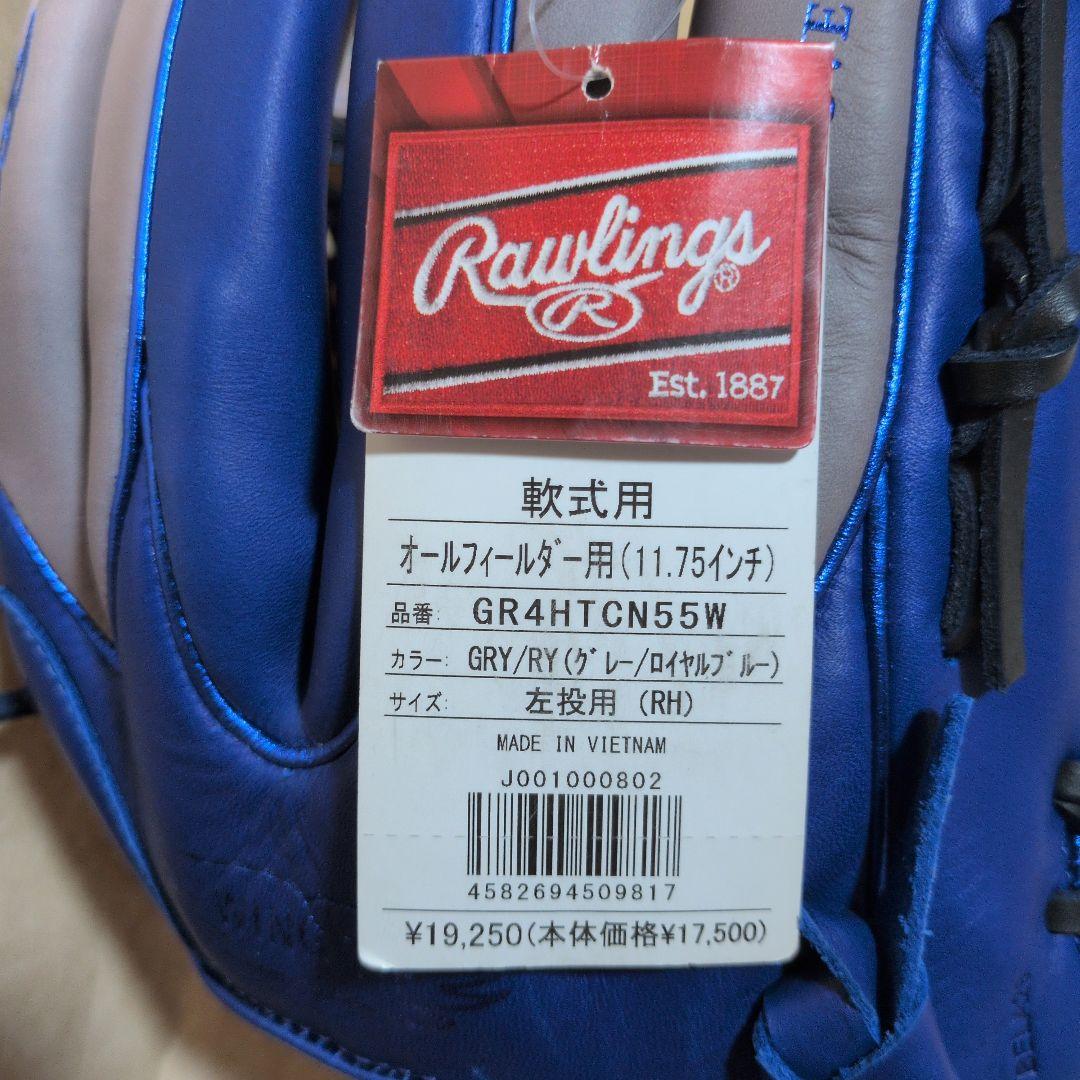 Rawlings®
R
Est. 1887
軟式用
オールフィールダー用(11.75インチ)
品番: GR4HTCN55W
カラー: GRY/RY(グレー/ロイヤルブルー)
サイズ: 左投用 (RH)
MADE IN VIETNAM
J001000802
4582694509817
¥19,250(本体価格¥17,500)